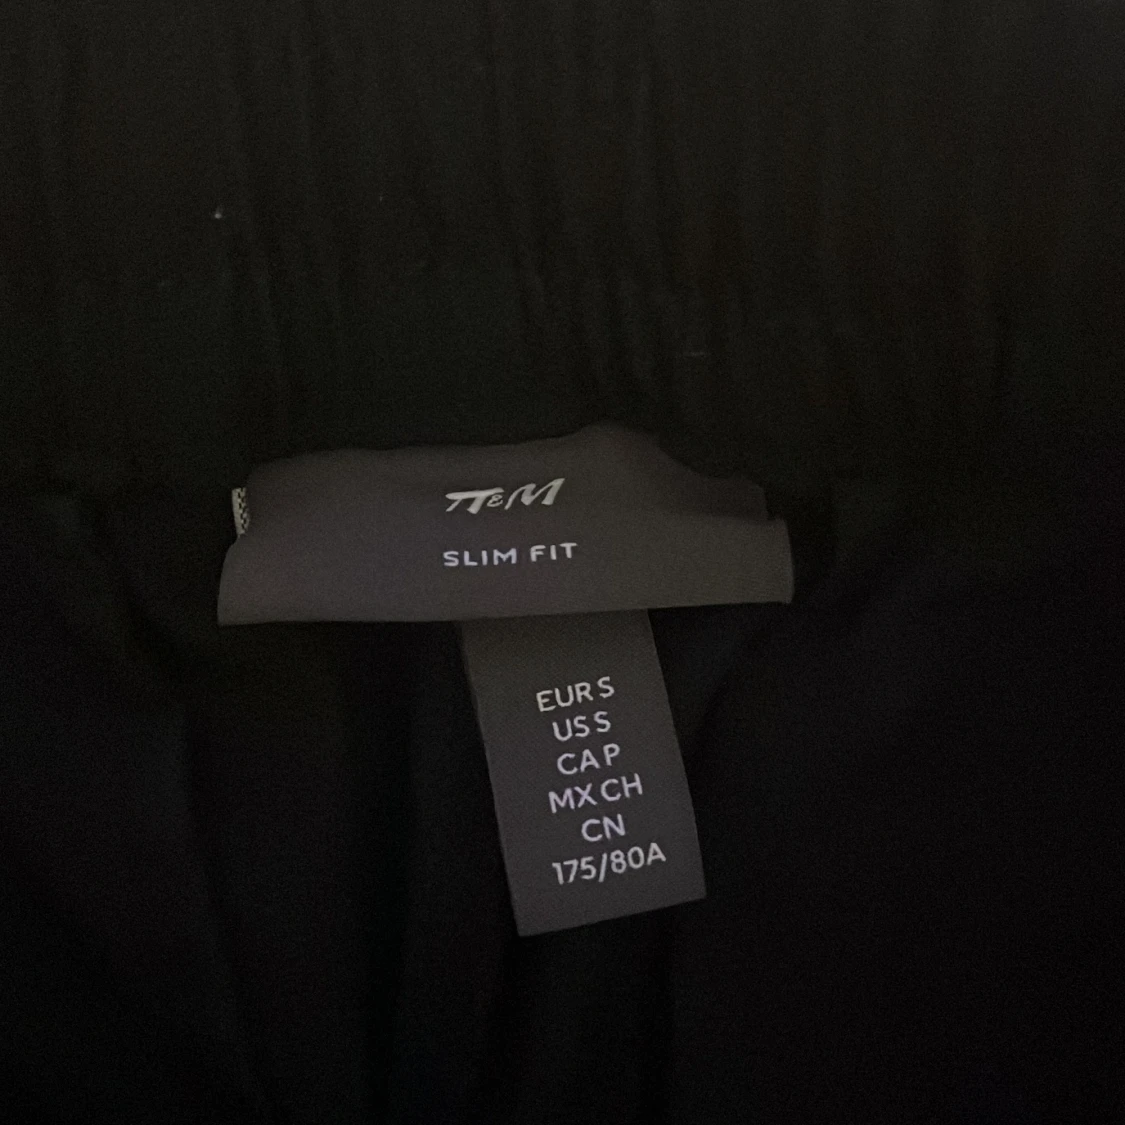 H&M
SLIM FIT
EUR S
US S
CA P
MX CH
CN
175/80A